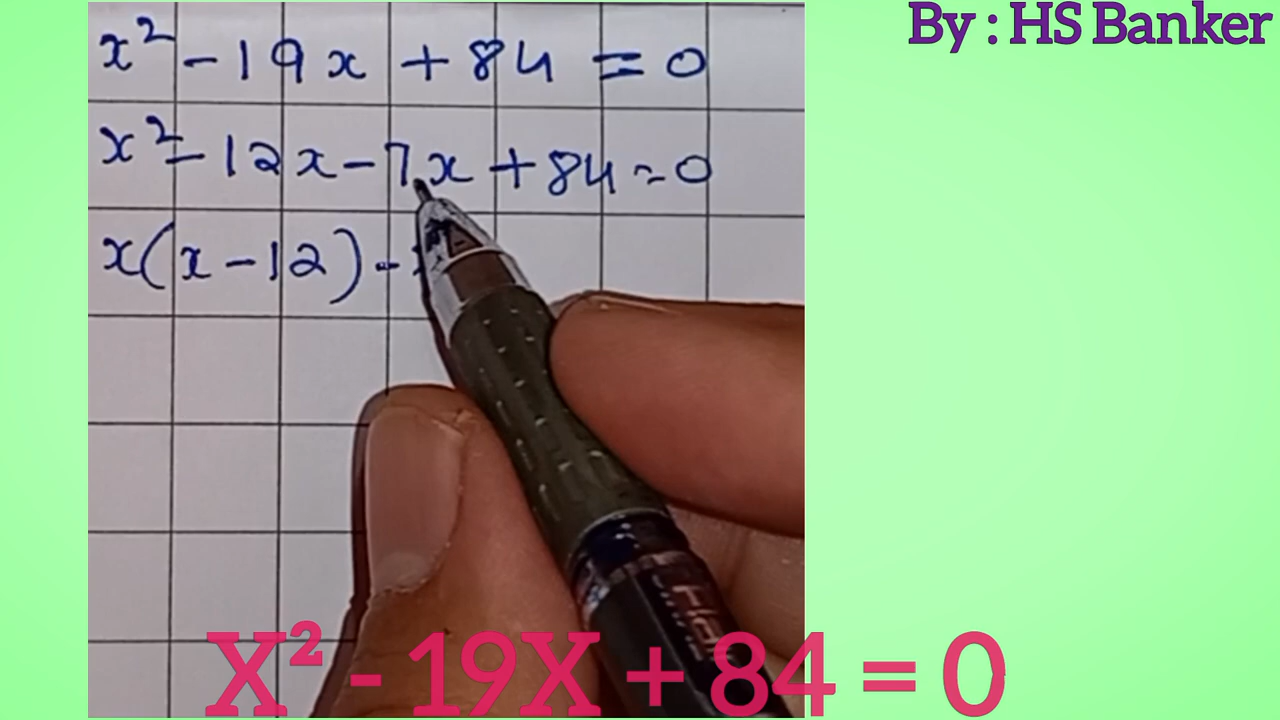 By : HS Banker
x² - 19x + 84 = 0
x² - 12x - 7x + 84 = 0
x(x - 12) -
X² - 19X + 84 = 0